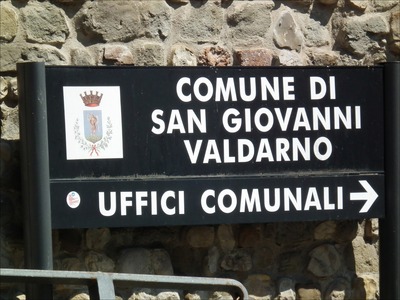 COMUNE DI
SAN GIOVANNI
VALDARNO
UFFICI COMUNALI